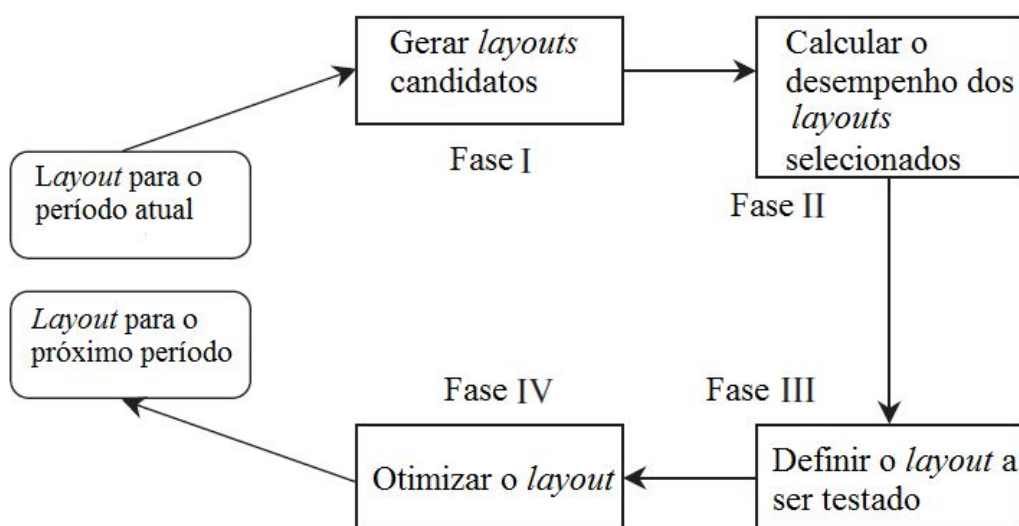 Layout para o
período atual
Gerar layouts
candidatos
Fase I
Calcular o
desempenho dos
layouts
selecionados
Fase II
Fase III
Definir o layout a
ser testado
Fase IV
Otimizar o layout
Layout para o
próximo período